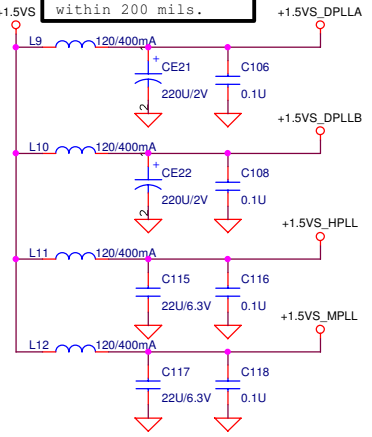 within 200 mils.
+1.5VS
+1.5VS_DPLLA
L9
120/400mA
+
CE21
C106
220U/2V
0.1U
2
+1.5VS_DPLLB
L10
120/400mA
+
CE22
C108
220U/2V
0.1U
2
+1.5VS_HPLL
L11
120/400mA
C115
C116
22U/6.3V
0.1U
+1.5VS_MPLL
L12
120/400mA
C117
C118
22U/6.3V
0.1U